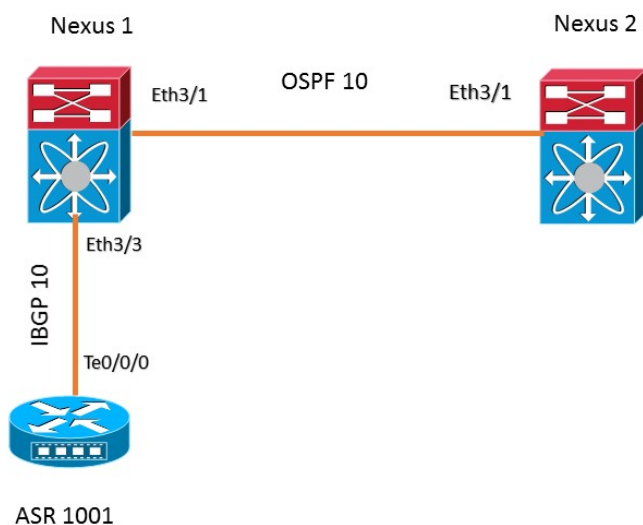 Nexus 1
Nexus 2
OSPF 10
Eth3/1
Eth3/1
Eth3/3
IBGP 10
Te0/0/0
ASR 1001